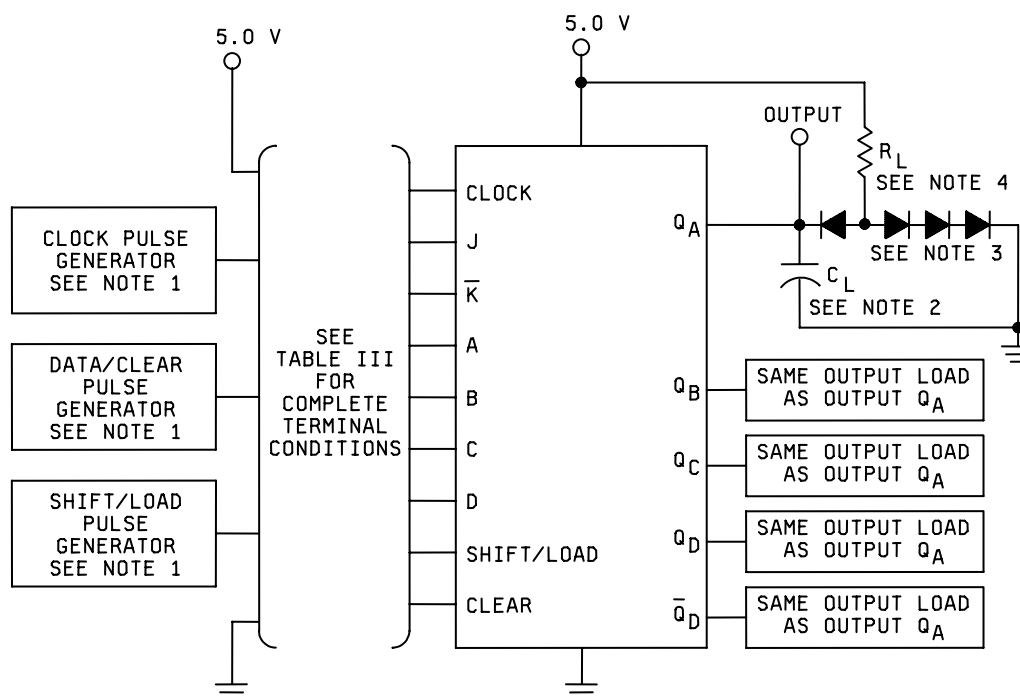 5.0 V
5.0 V
OUTPUT
R_L
SEE NOTE 4
SEE NOTE 3
C_L
SEE NOTE 2
CLOCK PULSE
GENERATOR
SEE NOTE 1
DATA/CLEAR
PULSE
GENERATOR
SEE NOTE 1
SHIFT/LOAD
PULSE
GENERATOR
SEE NOTE 1
SEE
TABLE III
FOR
COMPLETE
TERMINAL
CONDITIONS
CLOCK
J
K̅
A
B
C
D
SHIFT/LOAD
CLEAR
Q_A
Q_B
Q_C
Q_D
Q̅_D
SAME OUTPUT LOAD
AS OUTPUT Q_A
SAME OUTPUT LOAD
AS OUTPUT Q_A
SAME OUTPUT LOAD
AS OUTPUT Q_A
SAME OUTPUT LOAD
AS OUTPUT Q_A